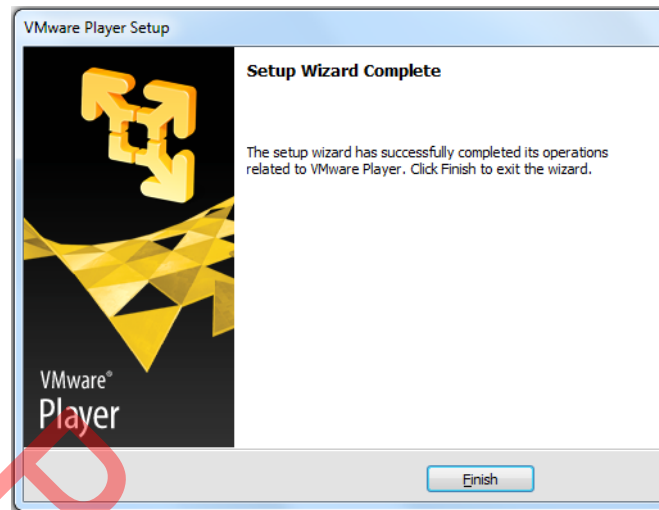 VMware Player Setup
Setup Wizard Complete
The setup wizard has successfully completed its operations
related to VMware Player. Click Finish to exit the wizard.
VMware®
Player
Finish